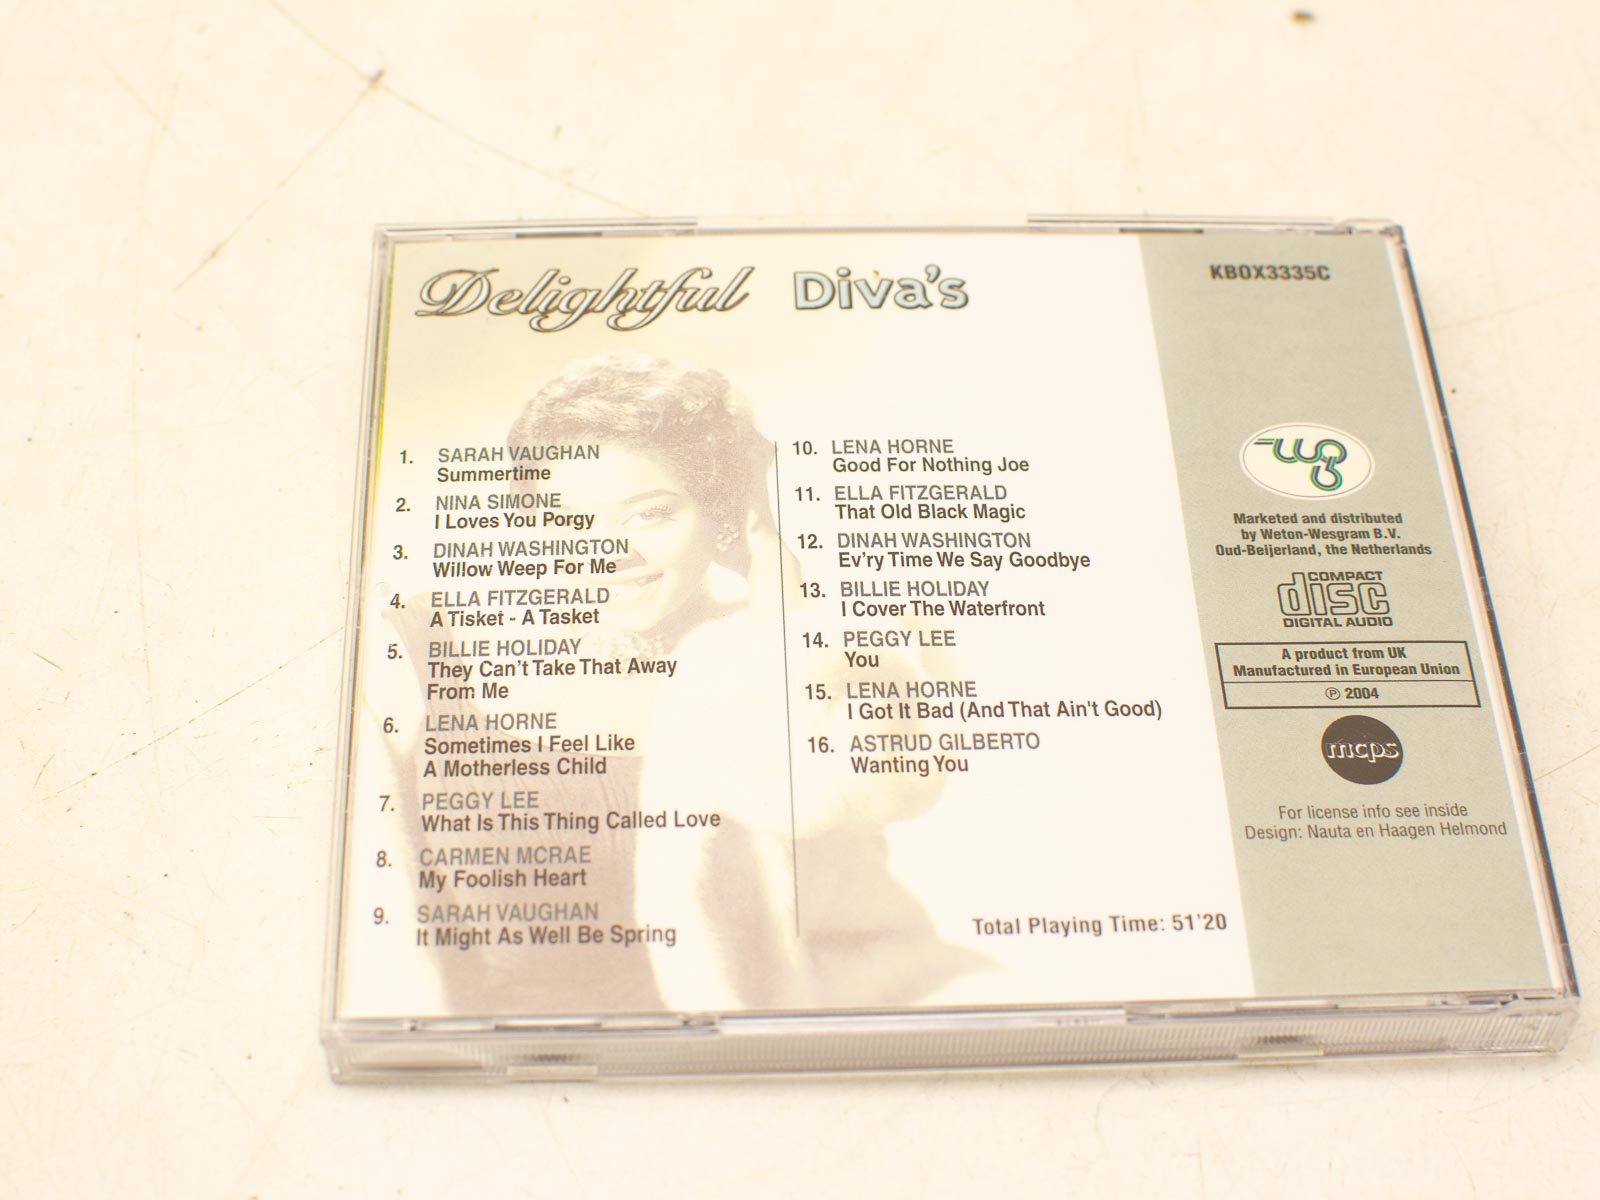 Delightful Diva's
1. SARAH VAUGHAN
Summertime
2. NINA SIMONE
I Loves You Porgy
3. DINAH WASHINGTON
Willow Weep For Me
4. ELLA FITZGERALD
A Tisket - A Tasket
5. BILLIE HOLIDAY
They Can't Take That Away
From Me
6. LENA HORNE
Sometimes I Feel Like
A Motherless Child
7. PEGGY LEE
What Is This Thing Called Love
8. CARMEN MCRAE
My Foolish Heart
9. SARAH VAUGHAN
It Might As Well Be Spring
10. LENA HORNE
Good For Nothing Joe
11. ELLA FITZGERALD
That Old Black Magic
12. DINAH WASHINGTON
Ev'ry Time We Say Goodbye
13. BILLIE HOLIDAY
I Cover The Waterfront
14. PEGGY LEE
You
15. LENA HORNE
I Got It Bad (And That Ain't Good)
16. ASTRUD GILBERTO
Wanting You
Total Playing Time: 51'20
KBOX3335C
Marketed and distributed
by Weton-Wesgram B.V.
Oud-Beijerland, the Netherlands
COMPACT
disc
DIGITAL AUDIO
A product from UK
Manufactured in European Union
℗ 2004
mcps
For license info see inside
Design: Nauta en Haagen Helmond